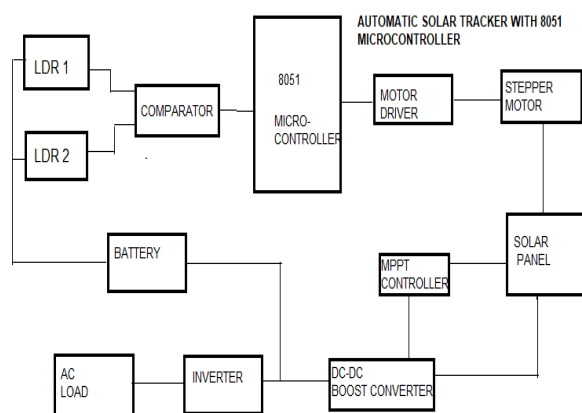 AUTOMATIC SOLAR TRACKER WITH 8051
MICROCONTROLLER
LDR 1
LDR 2
COMPARATOR
8051
MICRO-
CONTROLLER
MOTOR
DRIVER
STEPPER
MOTOR
BATTERY
MPPT
CONTROLLER
SOLAR
PANEL
AC
LOAD
INVERTER
DC-DC
BOOST CONVERTER